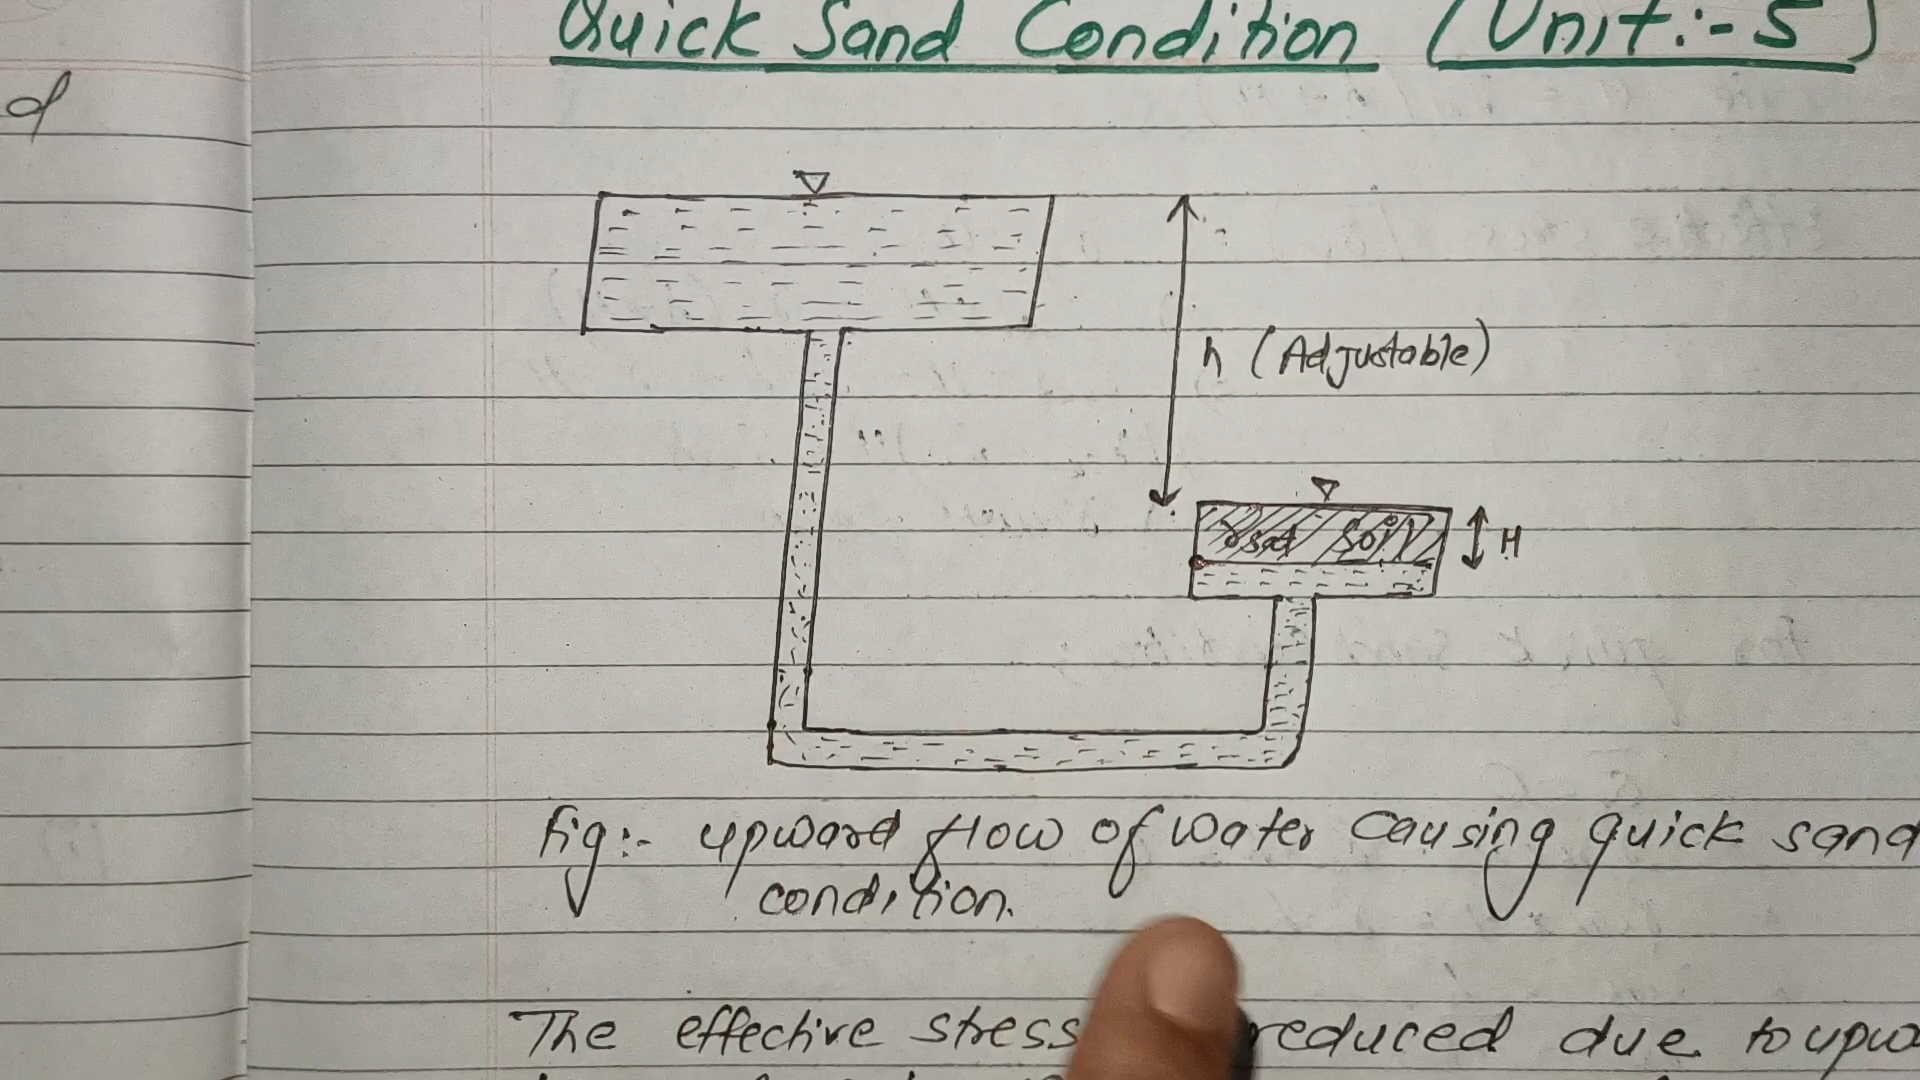 Quick Sand Condition (Unit:-5)
d
h (Adjustable)
γsat Soil
H
fig:- upward flow of water causing quick sand
condition.
The effective stress reduced due to upw